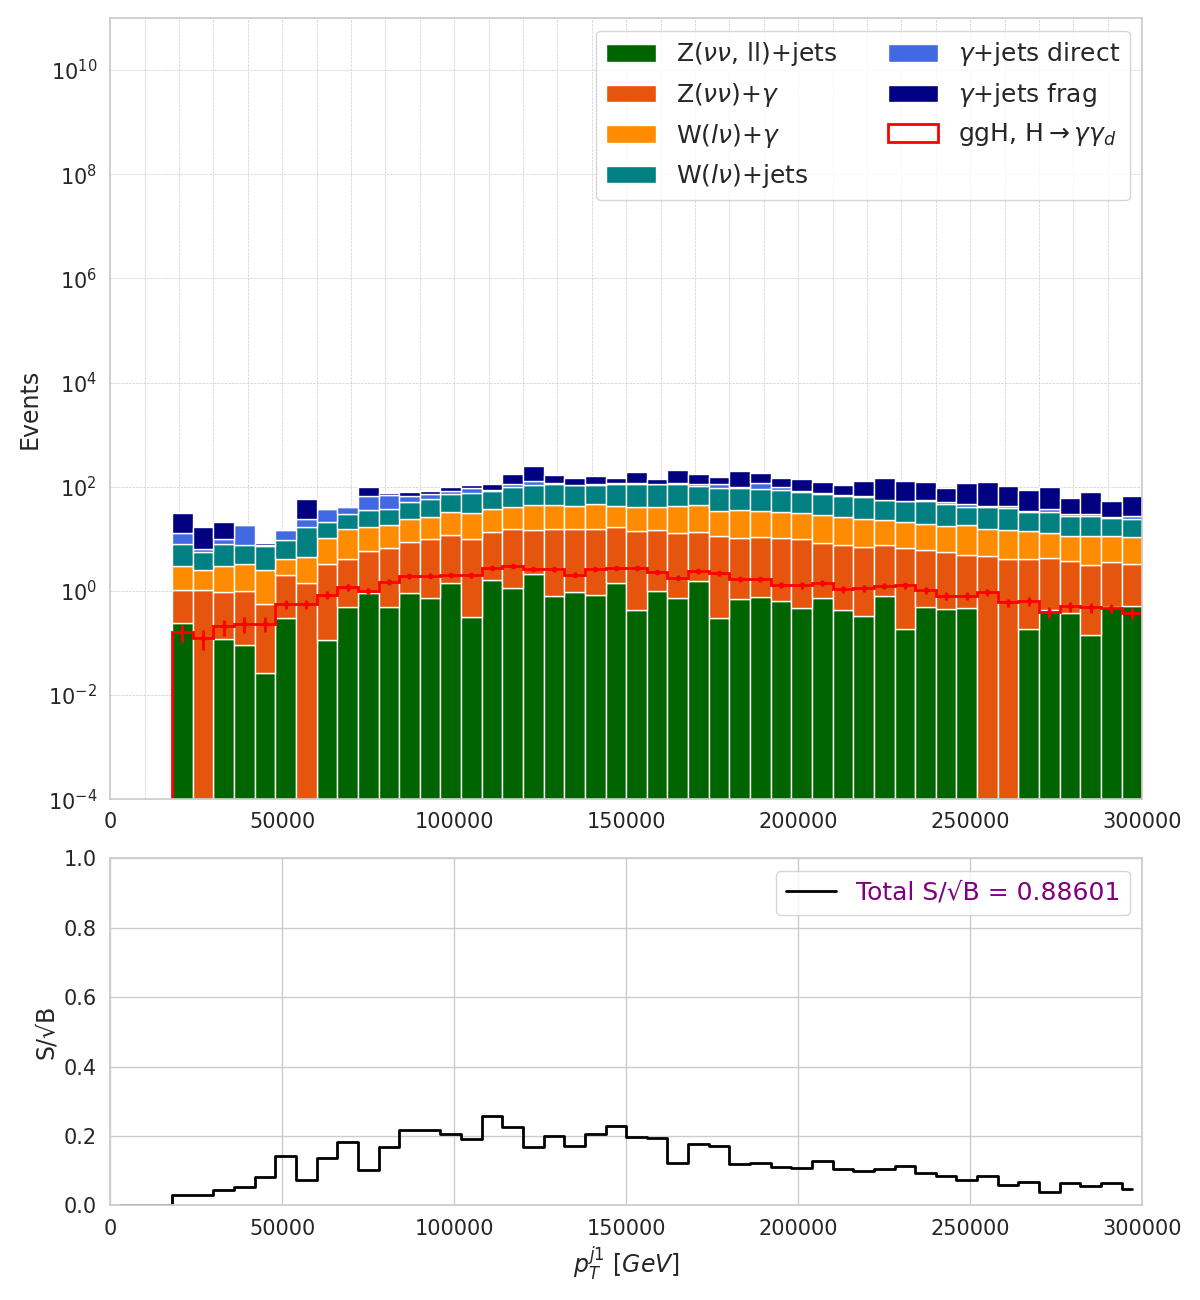 Z(νν, ll)+jets
Z(νν)+γ
W(lν)+γ
W(lν)+jets
γ+jets direct
γ+jets frag
ggH, H→γγ_d
Events
10^10
10^8
10^6
10^4
10^2
10^0
10^−2
10^−4
0 50000 100000 150000 200000 250000 300000
Total S/√B = 0.88601
S/√B
1.0
0.8
0.6
0.4
0.2
0.0
0 50000 100000 150000 200000 250000 300000
p_T^{j1} [GeV]